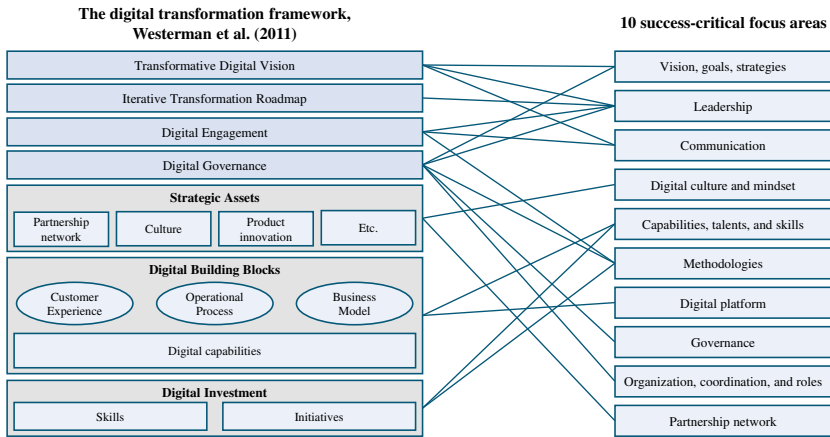 The digital transformation framework,
Westerman et al. (2011)
Transformative Digital Vision
Iterative Transformation Roadmap
Digital Engagement
Digital Governance
Strategic Assets
Partnership
network
Culture
Product
innovation
Etc.
Digital Building Blocks
Customer
Experience
Operational
Process
Business
Model
Digital capabilities
Digital Investment
Skills
Initiatives
10 success-critical focus areas
Vision, goals, strategies
Leadership
Communication
Digital culture and mindset
Capabilities, talents, and skills
Methodologies
Digital platform
Governance
Organization, coordination, and roles
Partnership network